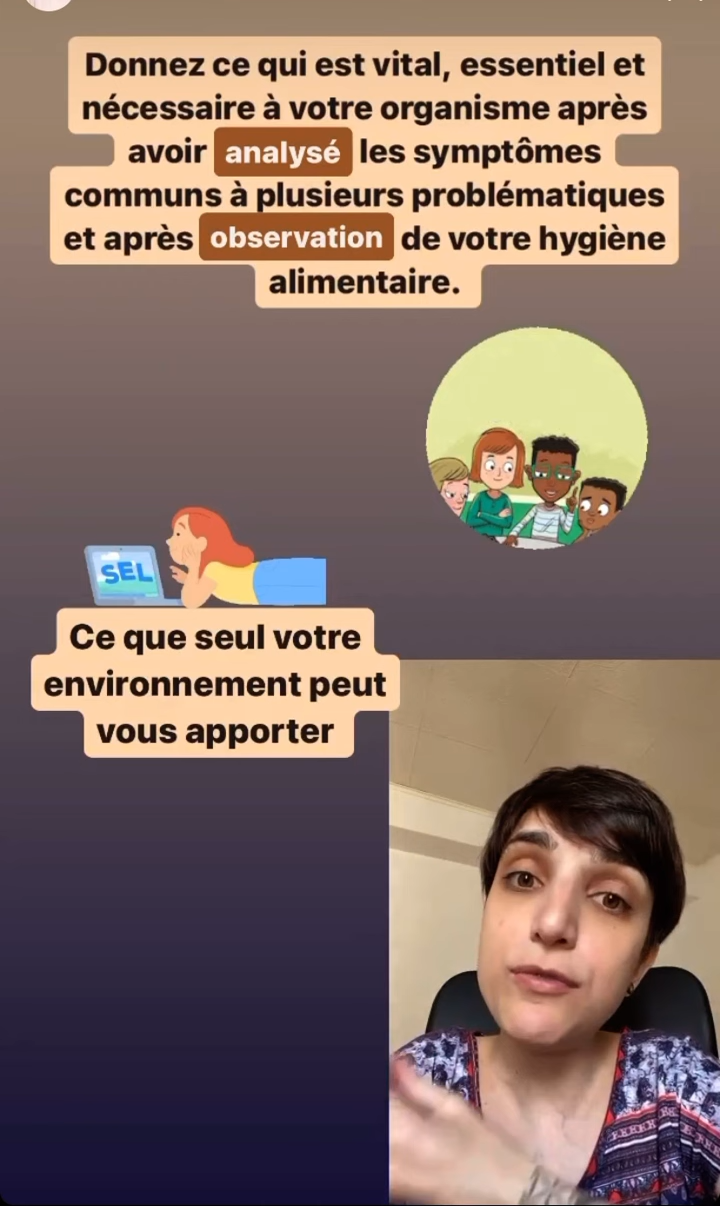 Donnez ce qui est vital, essentiel et
nécessaire à votre organisme après
avoir analysé les symptômes
communs à plusieurs problématiques
et après observation de votre hygiène
alimentaire.
SEL
Ce que seul votre
environnement peut
vous apporter